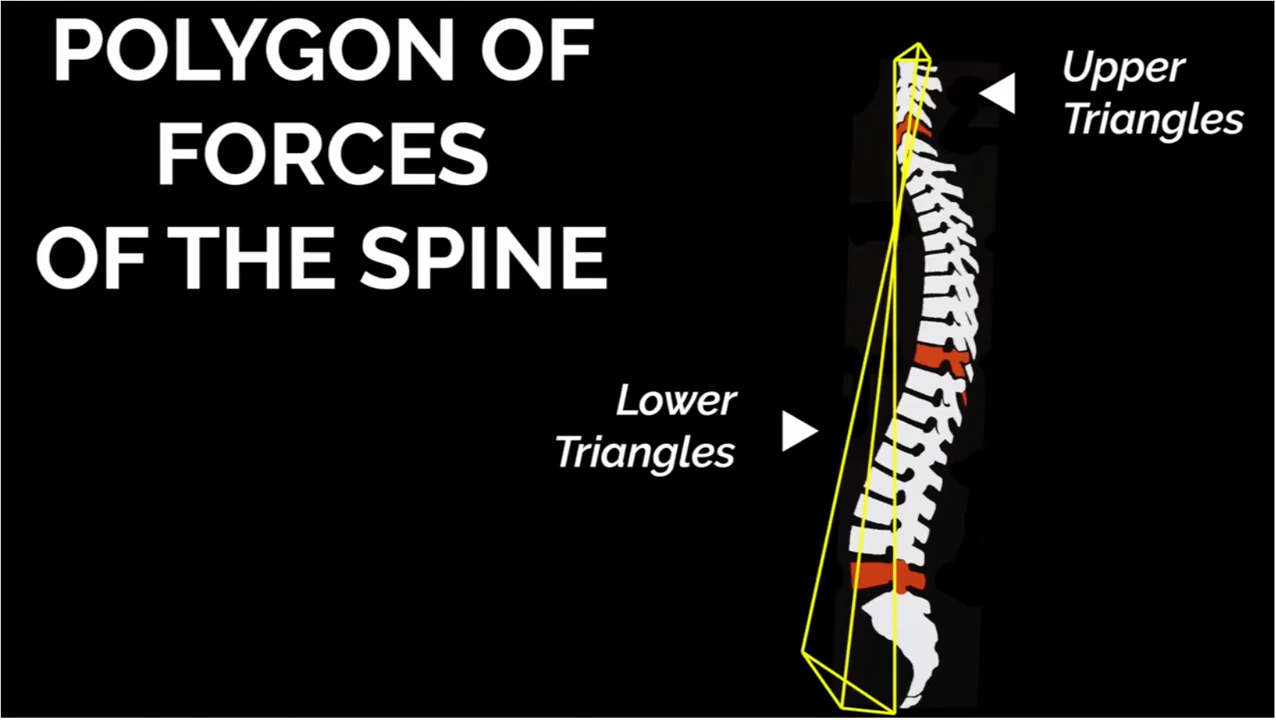 POLYGON OF
FORCES
OF THE SPINE
Upper
Triangles
Lower
Triangles